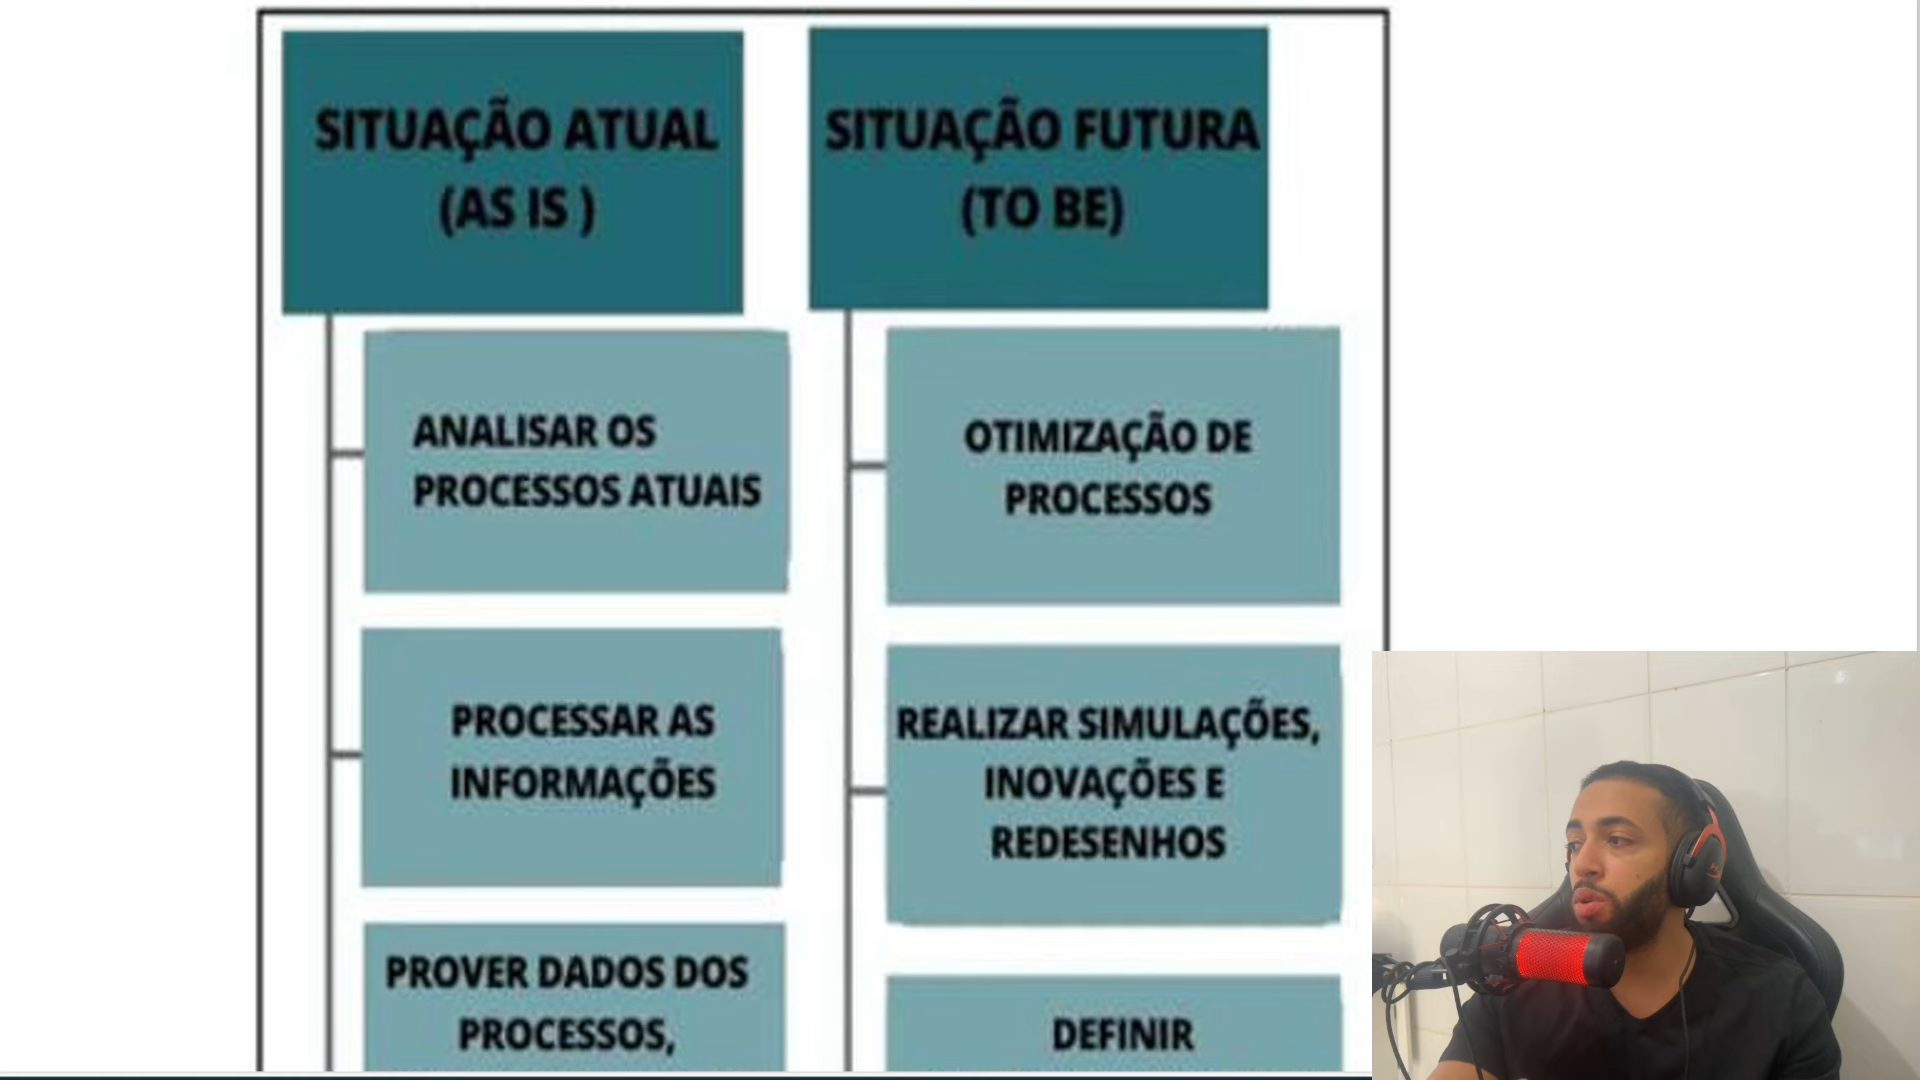 SITUAÇÃO ATUAL
(AS IS )
ANALISAR OS
PROCESSOS ATUAIS
PROCESSAR AS
INFORMAÇÕES
PROVER DADOS DOS
PROCESSOS,
SITUAÇÃO FUTURA
(TO BE)
OTIMIZAÇÃO DE
PROCESSOS
REALIZAR SIMULAÇÕES,
INOVAÇÕES E
REDESENHOS
DEFINIR